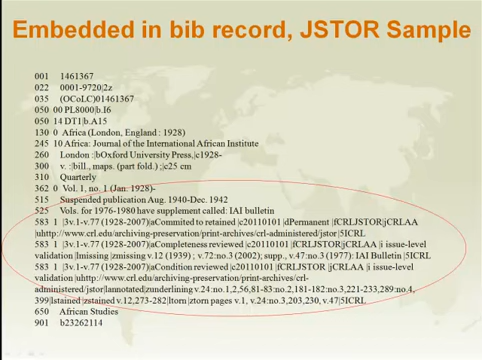 Embedded in bib record, JSTOR Sample
001 1461367
022 0001-9720|2z
035 (OCoLC)01461367
050 00 PL8000|b.I6
050 14 DT1|b.A15
130 0 Africa (London, England : 1928)
245 10 Africa: Journal of the International African Institute
260 London :|bOxford University Press,|c1928-
300 v. :|bill., maps. (part fold.) ;|c25 cm
310 Quarterly
362 0 Vol. 1, no. 1 (Jan. 1928)-
515 Suspended publication Aug. 1940-Dec. 1942
525 Vols. for 1976-1980 have supplement called: IAI bulletin
583 1 |3v.1-v.77 (1928-2007)|aCommited to retained |c20110101 |dPermanent |fCRLJSTOR|jCRLAA
|uhttp://www.crl.edu/archiving-preservation/print-archives/crl-administered/jstor|5ICRL
583 1 |3v.1-v.77 (1928-2007)|aCompleteness reviewed |c20110101 |fCRLJSTOR|jCRLAA |i issue-level
validation |lmissing |zmissing v.12 (1939) ; v.72:no.3 (2002); supp., v.47:no.3 (1977): IAI Bulletin |5ICRL
583 1 |3v.1-v.77 (1928-2007)|aCondition reviewed |c20110101 |fCRLJSTOR |jCRLAA |i issue-level
validation |uhttp://www.crl.edu/archiving-preservation/print-archives/crl-
administered/jstor|lannotated|zunderlining v.24:no.1,2,56,81-83:no.2,181-182:no.3,221-233,289:no.4,
399|lstained |zstained v.12,273-282|ltorn |ztorn pages v.1, v.24:no.3,203,230, v.47|5ICRL
650 African Studies
901 b23262114